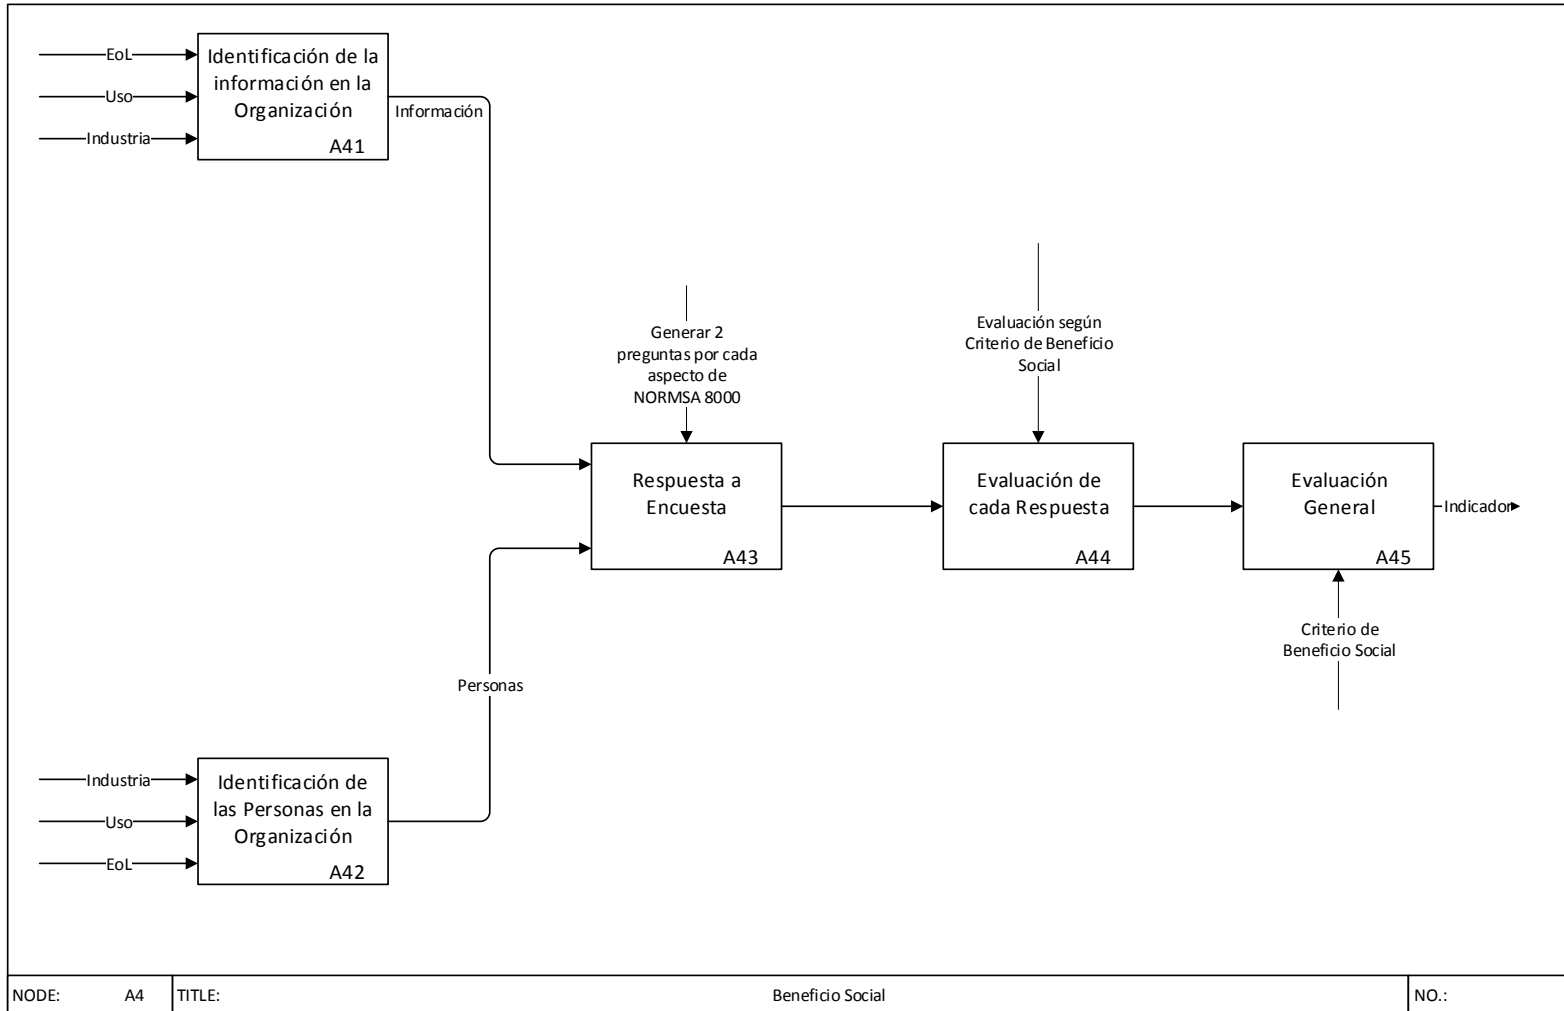 EoL
Uso
Industria
Identificación de la
información en la
Organización
A41
Información
Generar 2
preguntas por cada
aspecto de
NORMSA 8000
Evaluación según
Criterio de Beneficio
Social
Respuesta a
Encuesta
A43
Evaluación de
cada Respuesta
A44
Evaluación
General
A45
Indicador
Criterio de
Beneficio Social
Personas
Industria
Uso
EoL
Identificación de
las Personas en la
Organización
A42
NODE: A4 TITLE: Beneficio Social NO.: